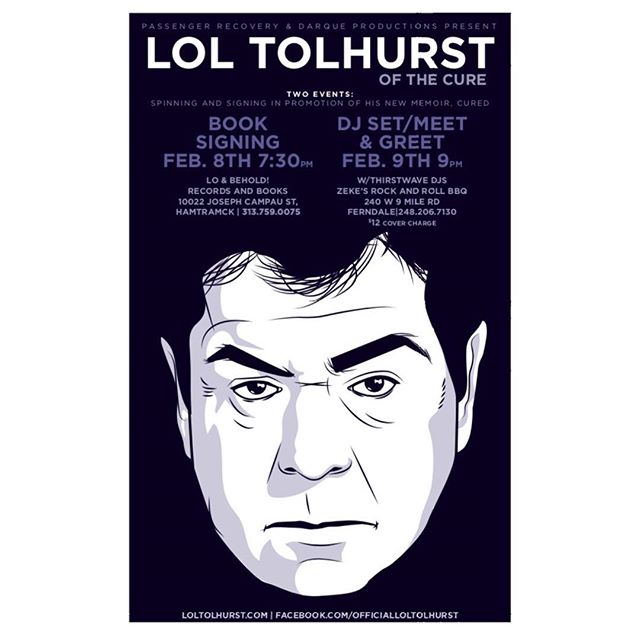 PASSENGER RECOVERY & DARQUE PRODUCTIONS PRESENT
LOL TOLHURST
OF THE CURE
TWO EVENTS:
SPINNING AND SIGNING IN PROMOTION OF HIS NEW MEMOIR, CURED
BOOK
SIGNING
FEB. 8TH 7:30PM
LO & BEHOLD!
RECORDS AND BOOKS
10022 JOSEPH CAMPAU ST,
HAMTRAMCK | 313.759.0075
DJ SET/MEET
& GREET
FEB. 9TH 9PM
W/THIRSTWAVE DJS
ZEKE'S ROCK AND ROLL BBQ
240 W 9 MILE RD
FERNDALE|248.206.7130
$12 COVER CHARGE
LOLTOLHURST.COM | FACEBOOK.COM/OFFICIALLOLTOLHURST